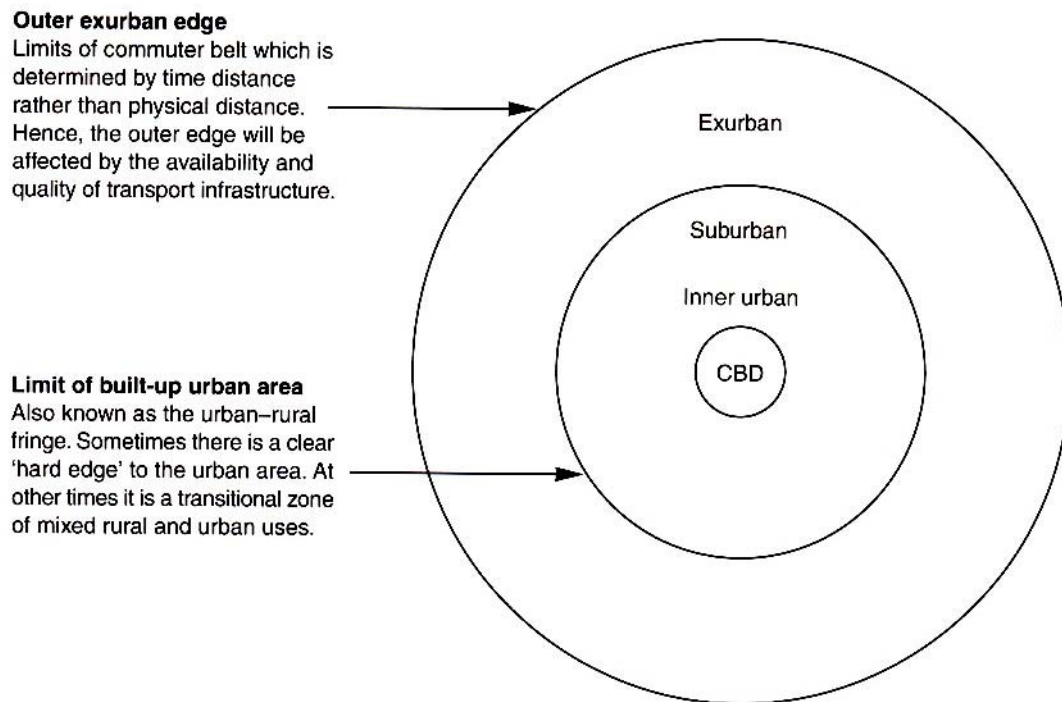 Outer exurban edge
Limits of commuter belt which is
determined by time distance
rather than physical distance.
Hence, the outer edge will be
affected by the availability and
quality of transport infrastructure.
Exurban
Suburban
Inner urban
CBD
Limit of built-up urban area
Also known as the urban–rural
fringe. Sometimes there is a clear
‘hard edge’ to the urban area. At
other times it is a transitional zone
of mixed rural and urban uses.